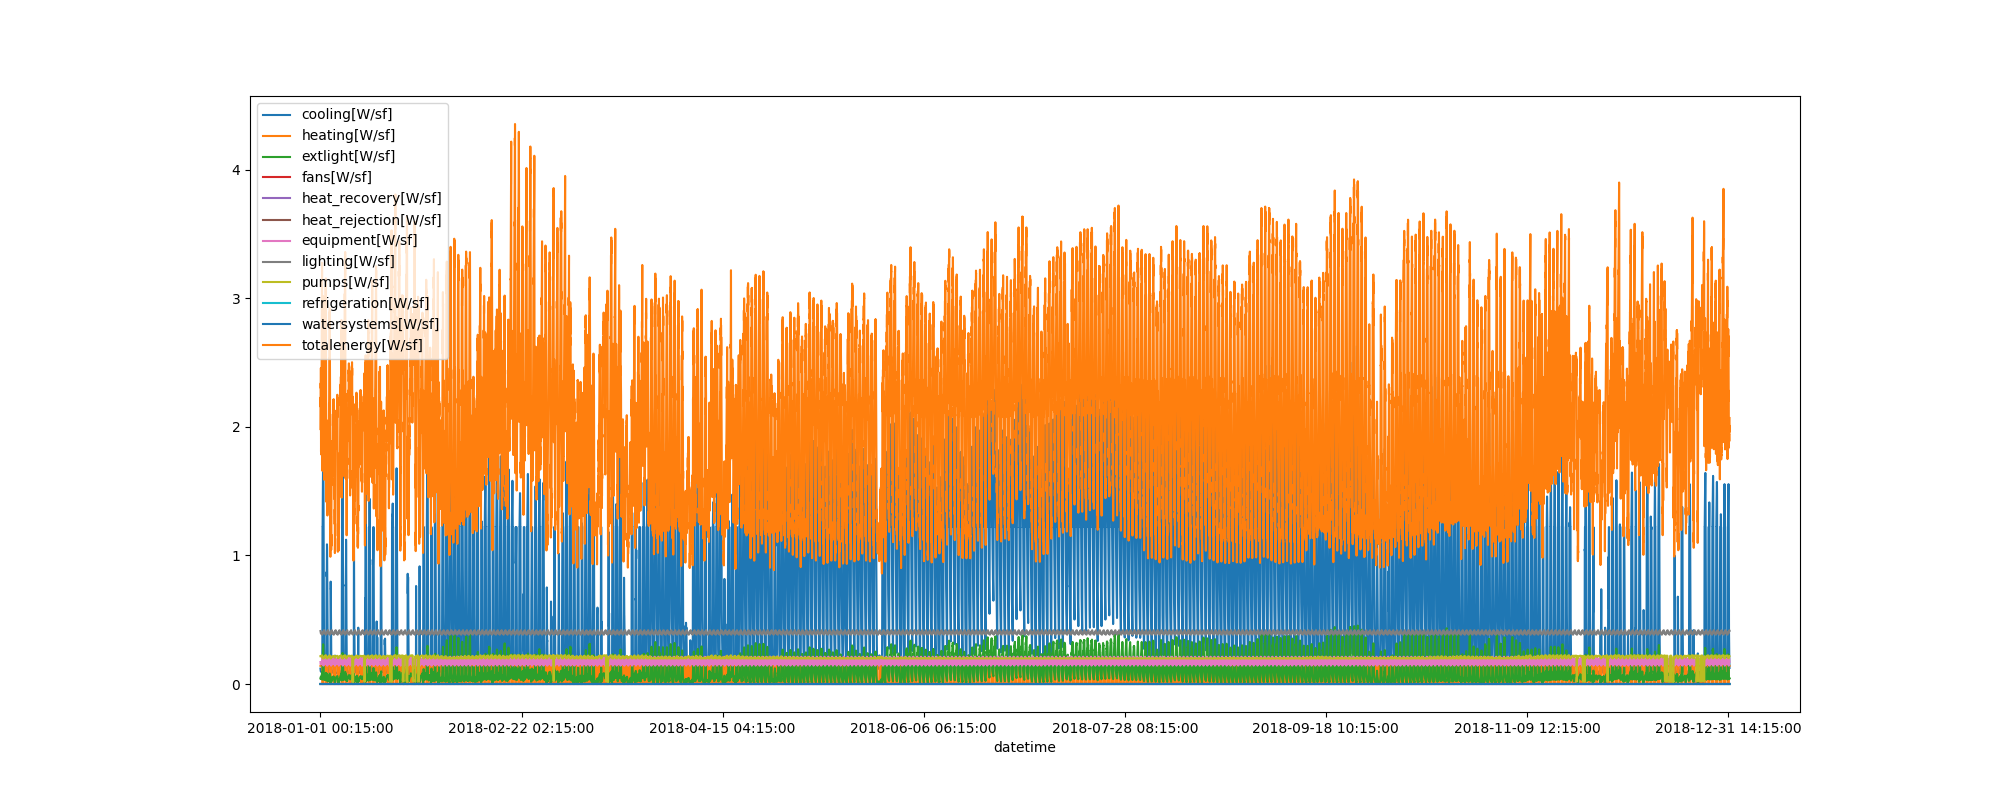 cooling[W/sf]
heating[W/sf]
extlight[W/sf]
fans[W/sf]
heat_recovery[W/sf]
heat_rejection[W/sf]
equipment[W/sf]
lighting[W/sf]
pumps[W/sf]
refrigeration[W/sf]
watersystems[W/sf]
totalenergy[W/sf]
4
3
2
1
0
2018-01-01 00:15:00 2018-02-22 02:15:00 2018-04-15 04:15:00 2018-06-06 06:15:00 2018-07-28 08:15:00 2018-09-18 10:15:00 2018-11-09 12:15:00 2018-12-31 14:15:00
datetime